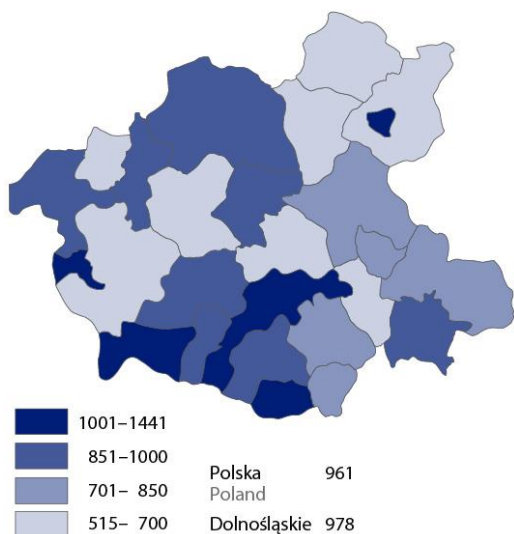 1001–1441
851–1000
701– 850
515– 700
Polska 961
Poland
Dolnośląskie 978